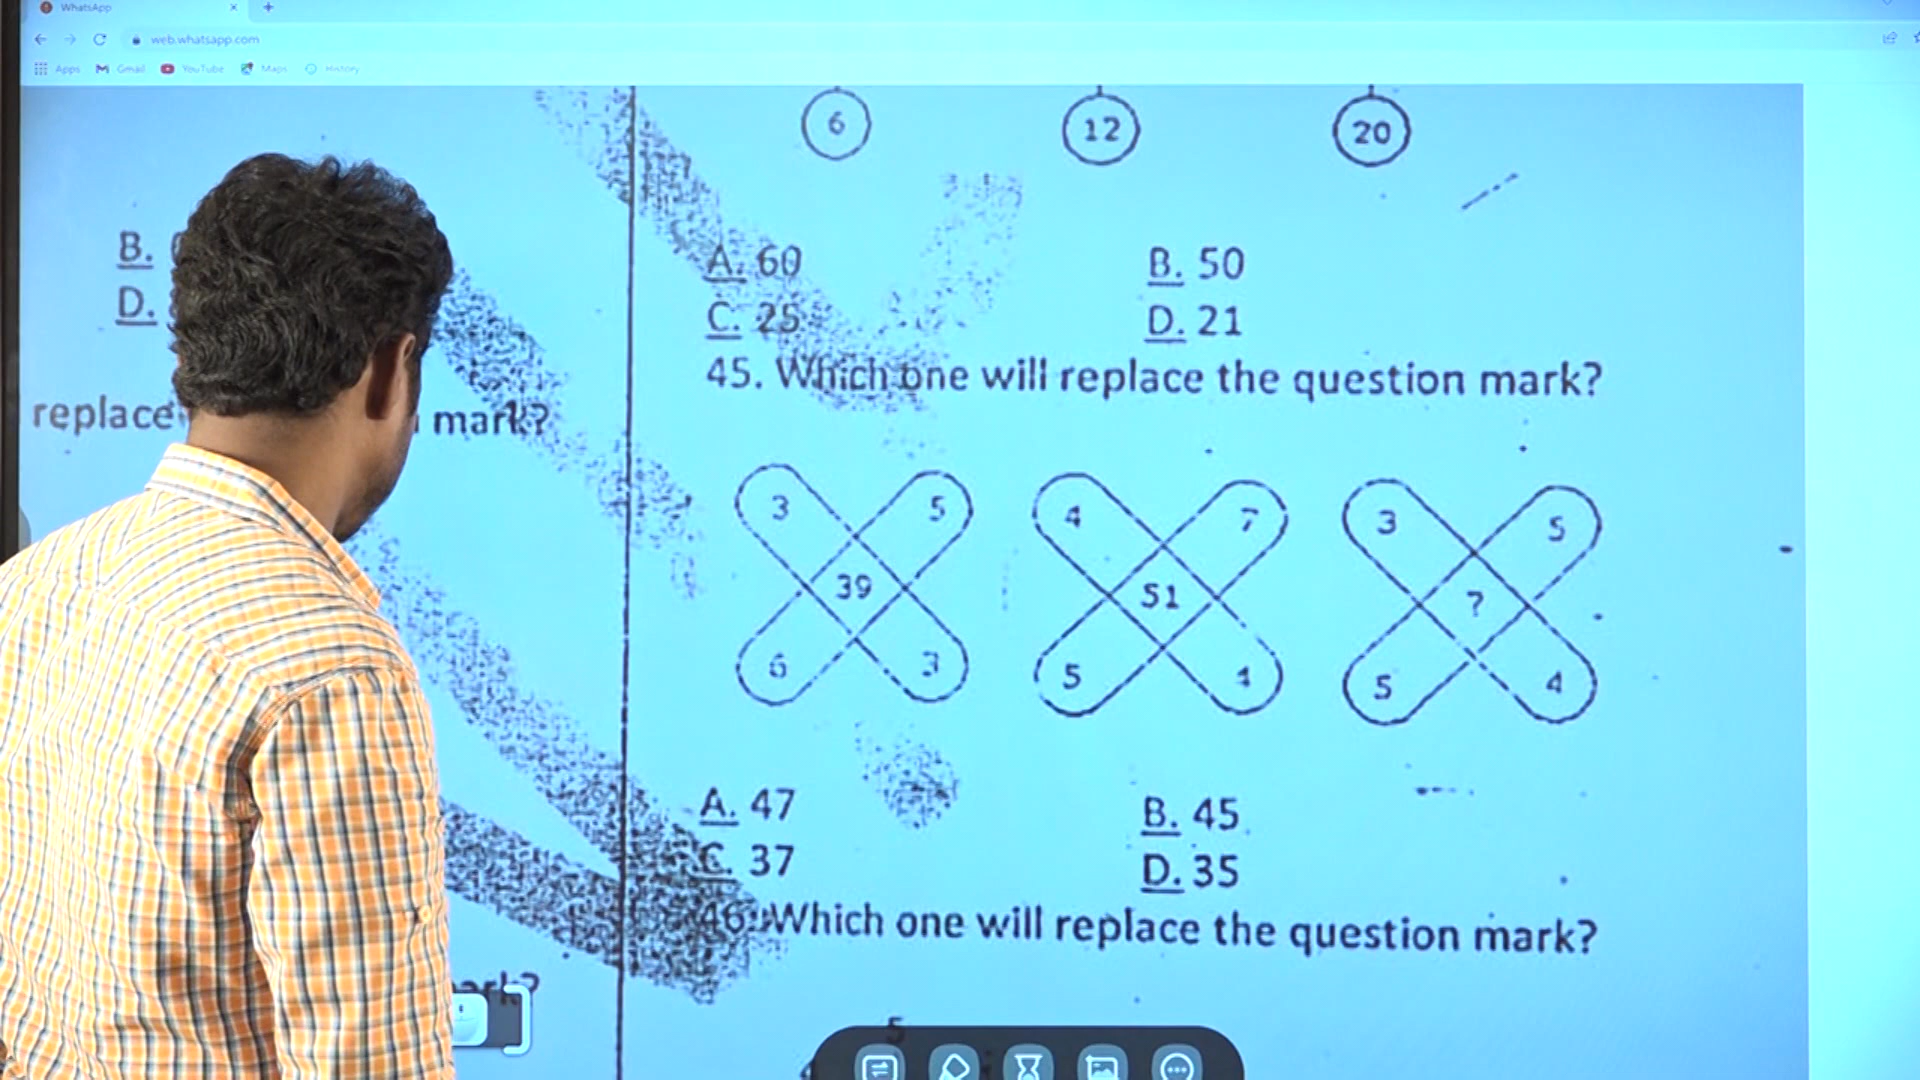 WhatsApp
web.whatsapp.com
Apps Gmail YouTube Maps History
B.
D.
replace mark?
6 12 20
A. 60 B. 50
C. 25 D. 21
45. Which one will replace the question mark?
3 5 4 7 3 5
39 51 ?
6 3 5 4 5 4
A. 47 B. 45
C. 37 D. 35
46. Which one will replace the question mark?
5